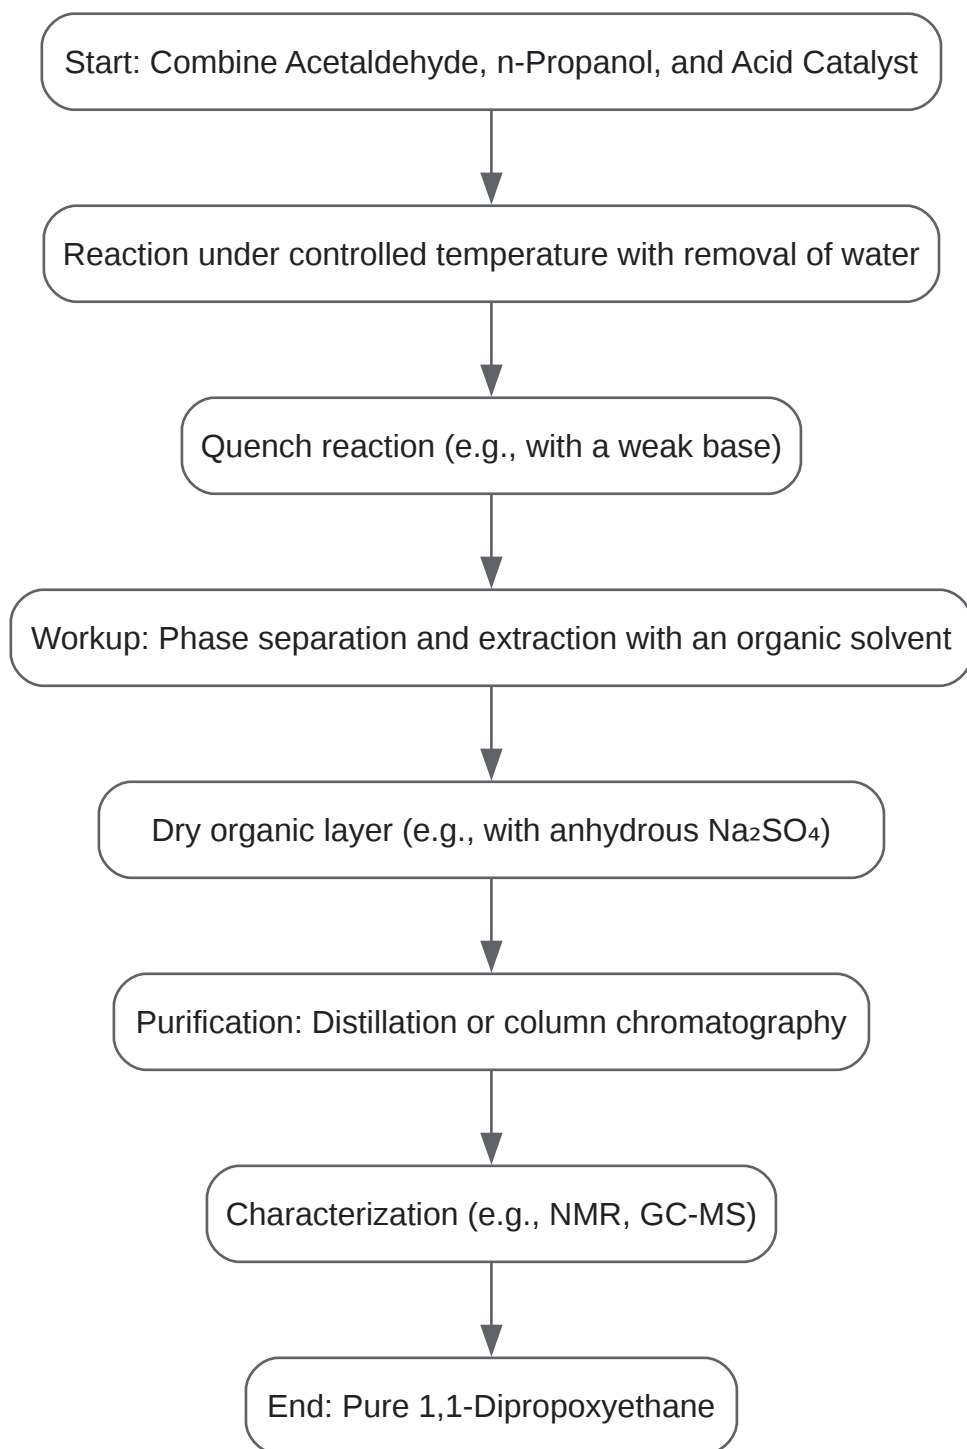 Start: Combine Acetaldehyde, n-Propanol, and Acid Catalyst
Reaction under controlled temperature with removal of water
Quench reaction (e.g., with a weak base)
Workup: Phase separation and extraction with an organic solvent
Dry organic layer (e.g., with anhydrous Na₂SO₄)
Purification: Distillation or column chromatography
Characterization (e.g., NMR, GC-MS)
End: Pure 1,1-Dipropoxyethane